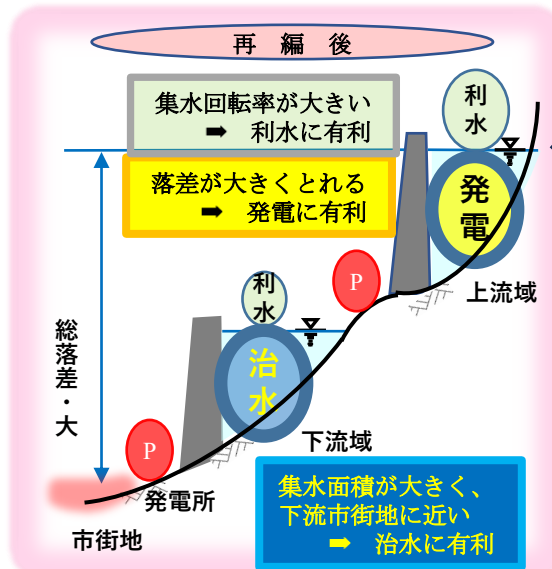 再編後
集水回転率が大きい
➡ 利水に有利
落差が大きくとれる
➡ 発電に有利
利水
発電
上流域
P
利水
治水
下流域
総落差・大
P
発電所
市街地
集水面積が大きく、
下流市街地に近い
➡ 治水に有利